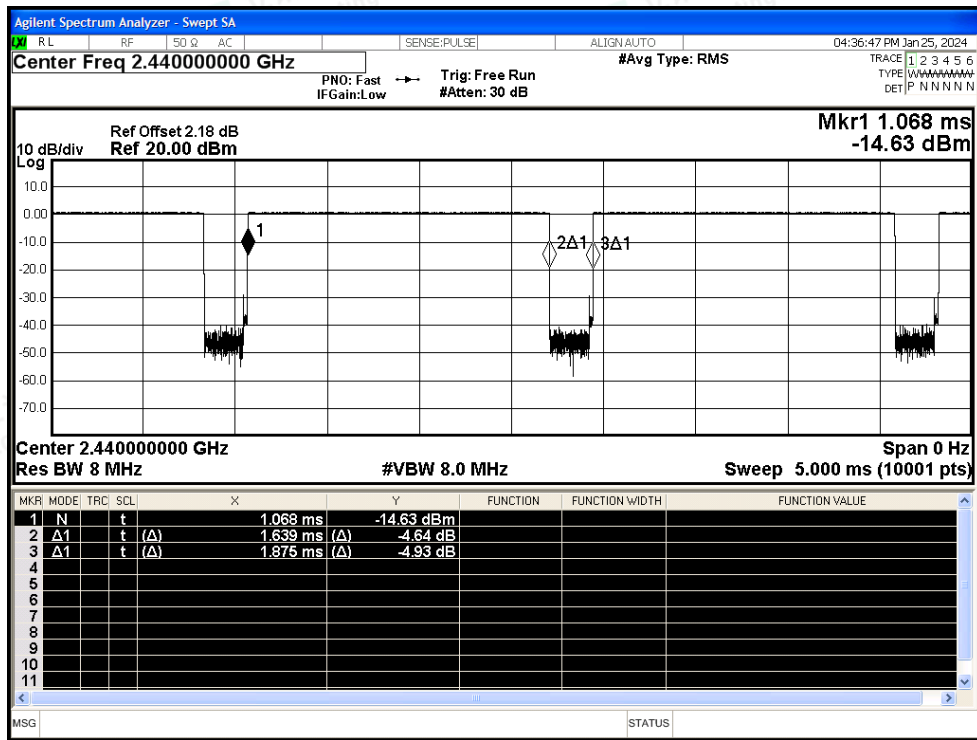 Agilent Spectrum Analyzer - Swept SA
LXI RL RF 50 Ω AC SENSE:PULSE ALIGN AUTO 04:36:47 PM Jan 25, 2024
Center Freq 2.440000000 GHz #Avg Type: RMS TRACE 1 2 3 4 5 6
PNO: Fast Trig: Free Run TYPE
IFGain:Low #Atten: 30 dB DET P N N N N N
Mkr1 1.068 ms
Ref Offset 2.18 dB
10 dB/div Ref 20.00 dBm -14.63 dBm
Log
10.0
0.00
1
-10.0 2Δ1 3Δ1
-20.0
-30.0
-40.0
-50.0
-60.0
-70.0
Center 2.440000000 GHz Span 0 Hz
Res BW 8 MHz #VBW 8.0 MHz Sweep 5.000 ms (10001 pts)
MKR MODE TRC SCL X Y FUNCTION FUNCTION WIDTH FUNCTION VALUE
1 N t 1.068 ms -14.63 dBm
2 Δ1 t (Δ) 1.639 ms (Δ) -4.64 dB
3 Δ1 t (Δ) 1.875 ms (Δ) -4.93 dB
4
5
6
7
8
9
10
11
MSG STATUS